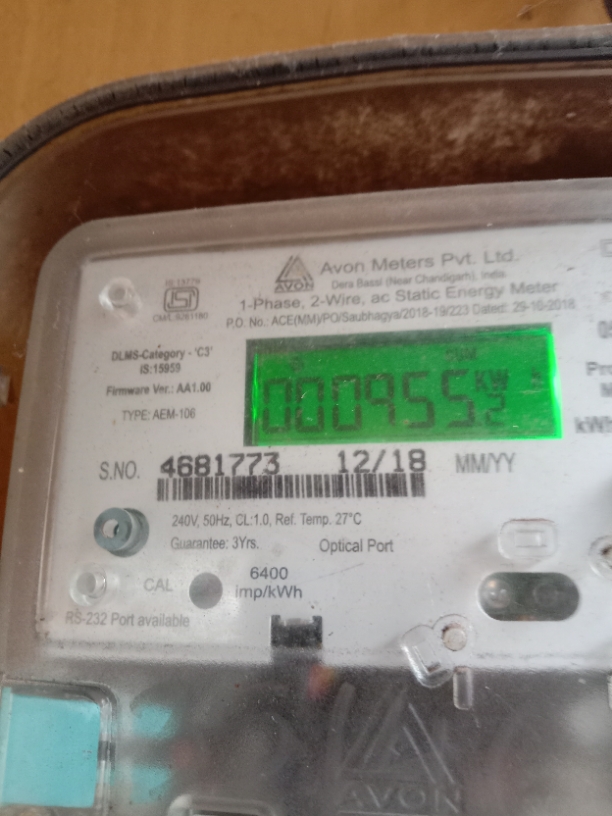 Avon Meters Pvt. Ltd.
AVON
Dera Bassi (Near Chandigarh), India
1-Phase, 2-Wire, ac Static Energy Meter
P.O. No. ACE(MM)/PO/Saubhagya/2018-19/223 Dated: 29-10-2018
IS 13779
ISI
DLMS-Category - 'C3'
IS:15959
Firmware Ver.: AA1.00
TYPE: AEM-106
CUM
000955 KW
S.NO. 4681773 12/18 MM/YY
240V, 50Hz, CL:1.0, Ref. Temp. 27°C
Guarantee: 3Yrs. Optical Port
CAL 6400
imp/kWh
RS-232 Port available
kWh
AVON